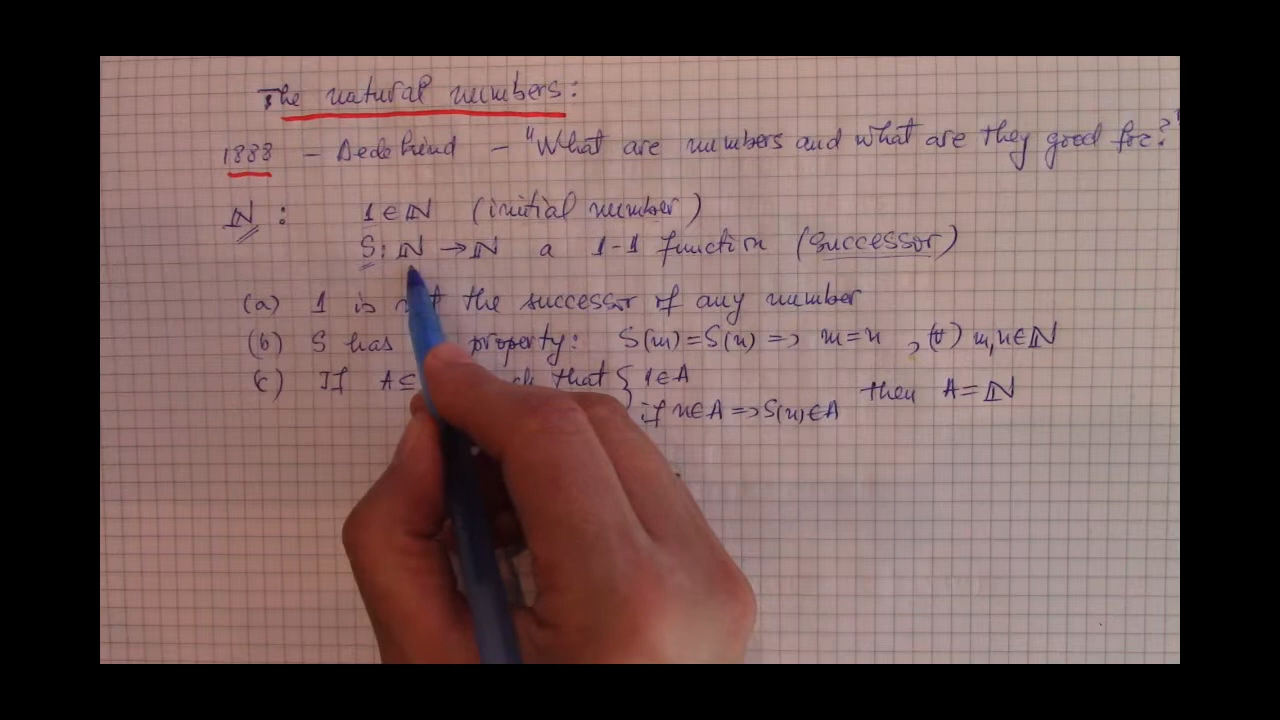 The natural numbers:
1888 - Dedekind - "What are numbers and what are they good for?"
ℕ : 1 ∈ ℕ (initial number)
S: ℕ → ℕ a 1-1 function (successor)
(a) 1 is not the successor of any number
(b) S has property: S(m) = S(n) => m = n , (∀) m, n ∈ ℕ
(c) If A ⊆ that { 1 ∈ A
if n ∈ A => S(n) ∈ A then A = ℕ